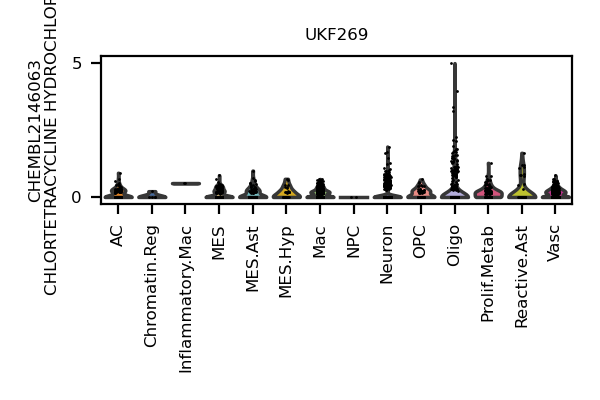 UKF269
CHEMBL2146063
CHLORTETRACYCLINE HYDROCHLOR
5
0
AC
Chromatin.Reg
Inflammatory.Mac
MES
MES.Ast
MES.Hyp
Mac
NPC
Neuron
OPC
Oligo
Prolif.Metab
Reactive.Ast
Vasc